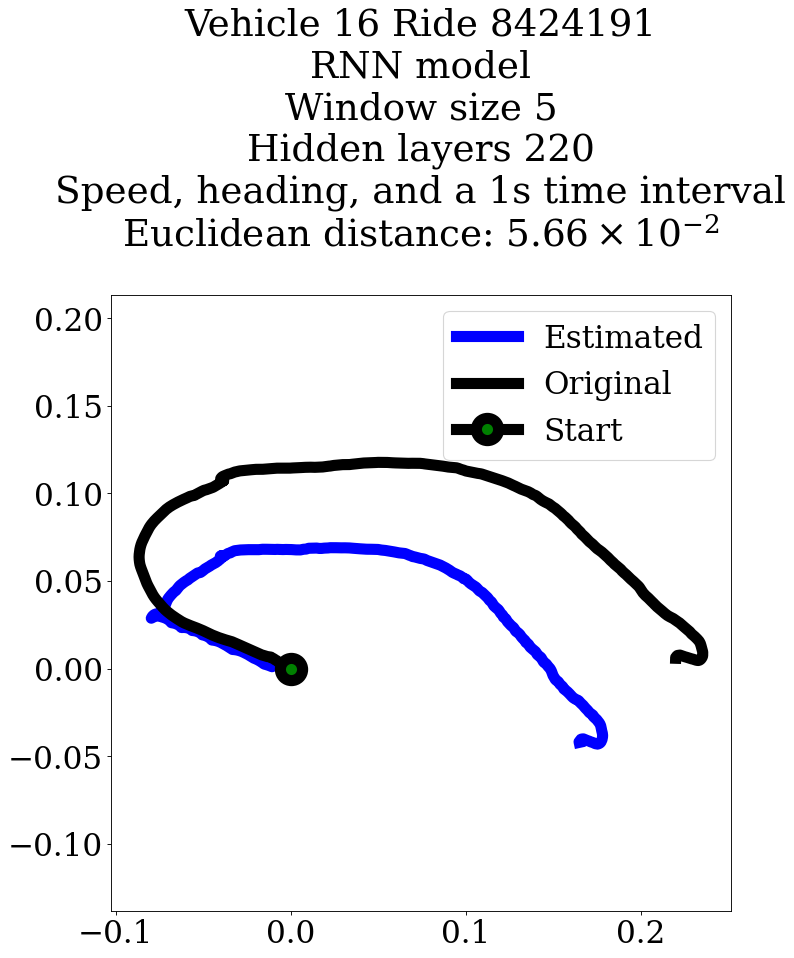 Vehicle 16 Ride 8424191
RNN model
Window size 5
Hidden layers 220
Speed, heading, and a 1s time interval
Euclidean distance: 5.66 × 10⁻²
Estimated
Original
Start
0.20
0.15
0.10
0.05
0.00
−0.05
−0.10
−0.1 0.0 0.1 0.2